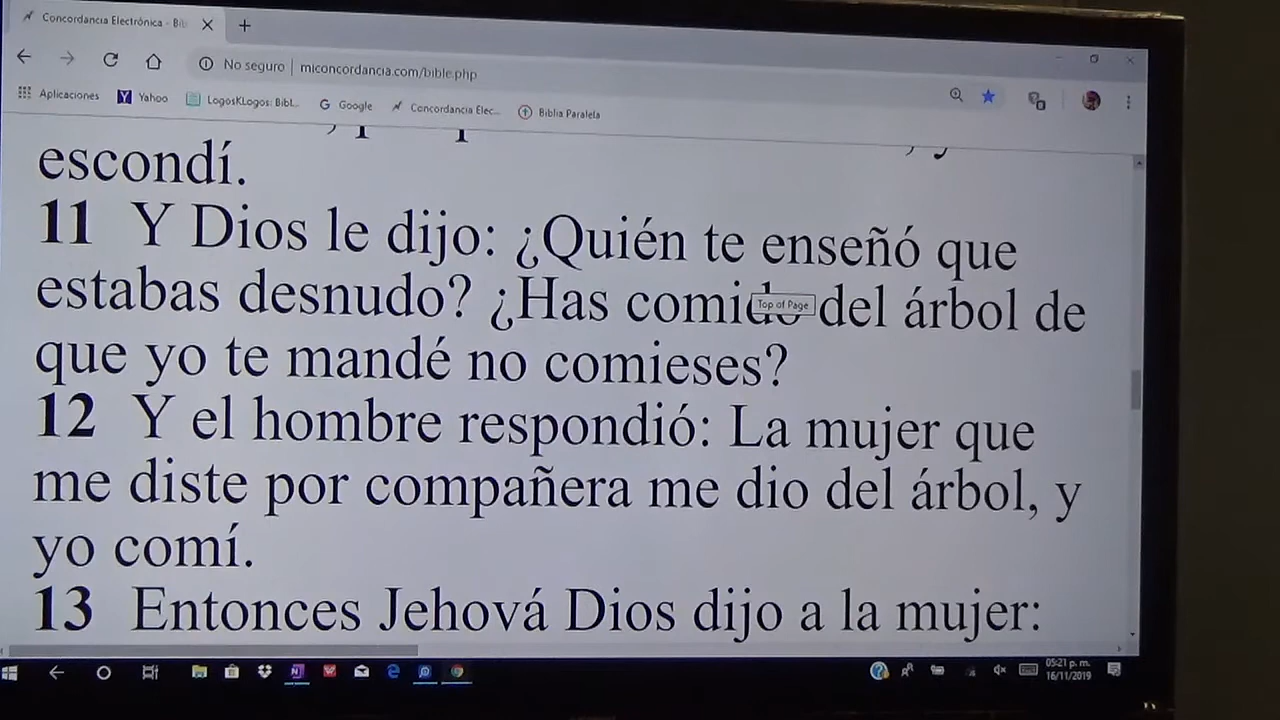 Concordancia Electrónica - Bib
No seguro | miconcordancia.com/bible.php
Aplicaciones Yahoo LogosKLogos: Bibl... Google Concordancia Elec... Biblia Paralela
escondí.
11 Y Dios le dijo: ¿Quién te enseñó que
estabas desnudo? ¿Has comido del árbol de
Top of Page
que yo te mandé no comieses?
12 Y el hombre respondió: La mujer que
me diste por compañera me dio del árbol, y
yo comí.
13 Entonces Jehová Dios dijo a la mujer:
05:21 p. m.
16/11/2019